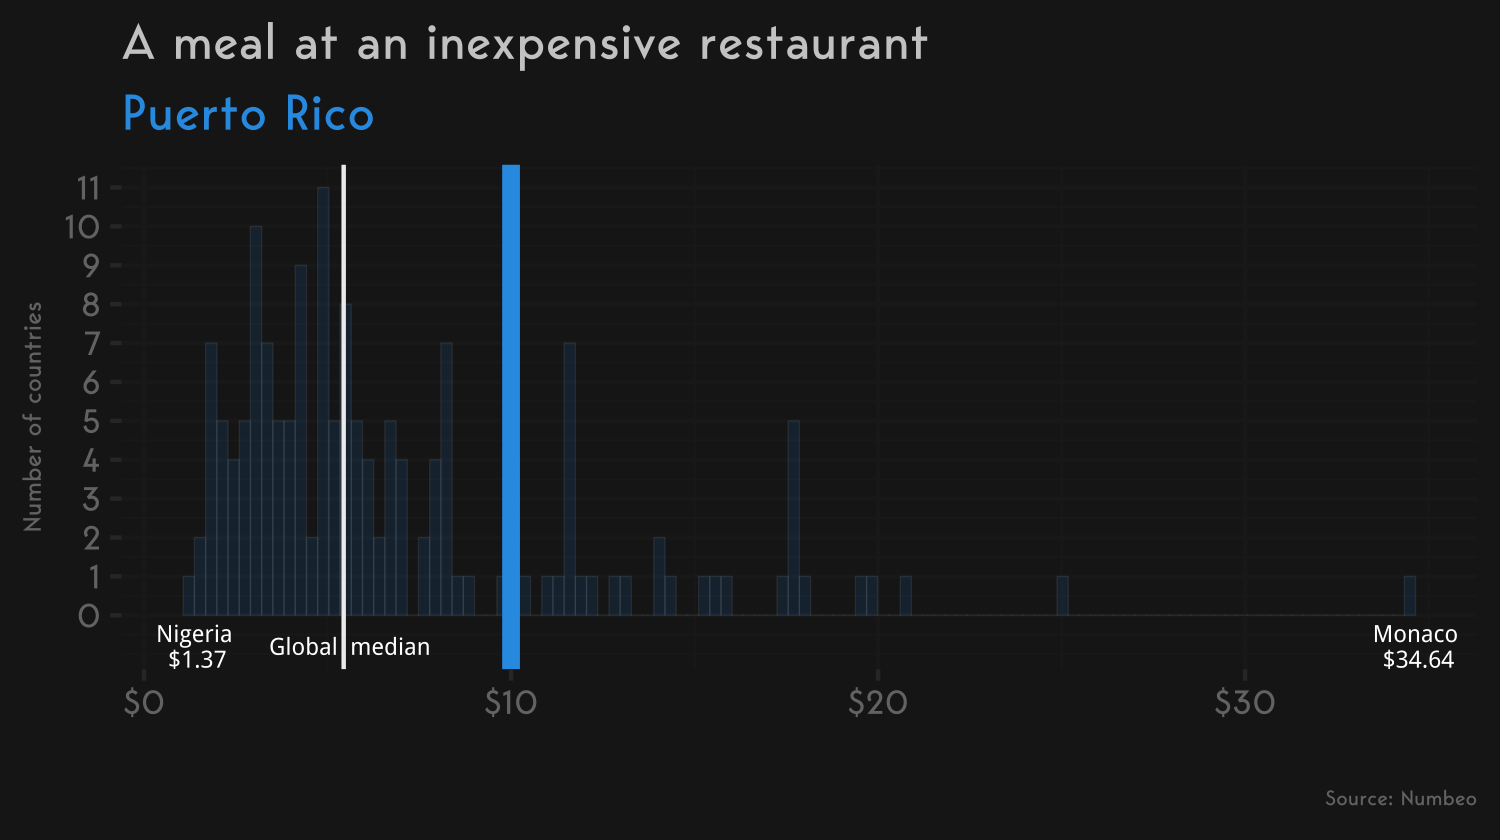 A meal at an inexpensive restaurant
Puerto Rico
Number of countries
11
10
9
8
7
6
5
4
3
2
1
0
Nigeria
$1.37
Global median
Monaco
$34.64
$0 $10 $20 $30
Source: Numbeo